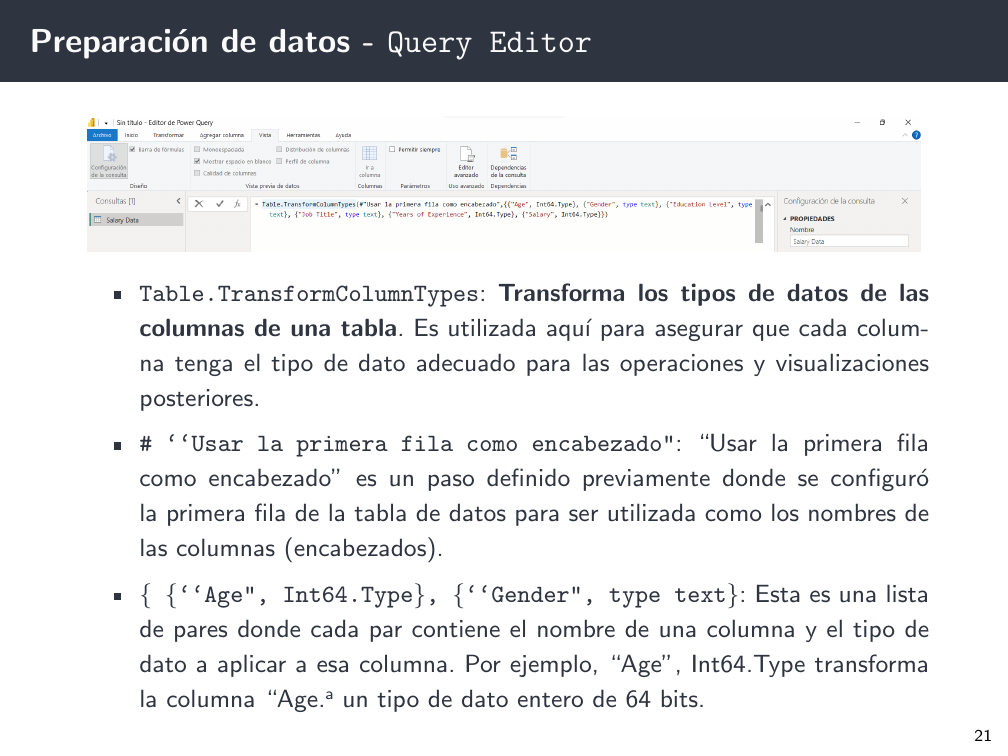 Preparación de datos - Query Editor
Sin título - Editor de Power Query
Archivo Inicio Transformar Agregar columna Vista Herramientas Ayuda
Configuración de la consulta
Barra de fórmulas
Diseño
Monoespaciada
Mostrar espacio en blanco
Calidad de columnas
Distribución de columnas
Perfil de columna
Vista previa de datos
Ir a columna
Columnas
Permitir siempre
Parámetros
Editor avanzado
Uso avanzado
Dependencias de la consulta
Dependencias
Consultas [1]
Salary Data
fx
= Table.TransformColumnTypes(#"Usar la primera fila como encabezado",{{"Age", Int64.Type}, {"Gender", type text}, {"Education Level", type
text}, {"Job Title", type text}, {"Years of Experience", Int64.Type}, {"Salary", Int64.Type}})
Configuración de la consulta
PROPIEDADES
Nombre
Salary Data
▪ Table.TransformColumnTypes: Transforma los tipos de datos de las
columnas de una tabla. Es utilizada aquí para asegurar que cada colum-
na tenga el tipo de dato adecuado para las operaciones y visualizaciones
posteriores.
▪ # ‘‘Usar la primera fila como encabezado": “Usar la primera fila
como encabezado” es un paso definido previamente donde se configuró
la primera fila de la tabla de datos para ser utilizada como los nombres de
las columnas (encabezados).
▪ { {‘‘Age", Int64.Type}, {‘‘Gender", type text}: Esta es una lista
de pares donde cada par contiene el nombre de una columna y el tipo de
dato a aplicar a esa columna. Por ejemplo, “Age”, Int64.Type transforma
la columna “Age.ª un tipo de dato entero de 64 bits.
21